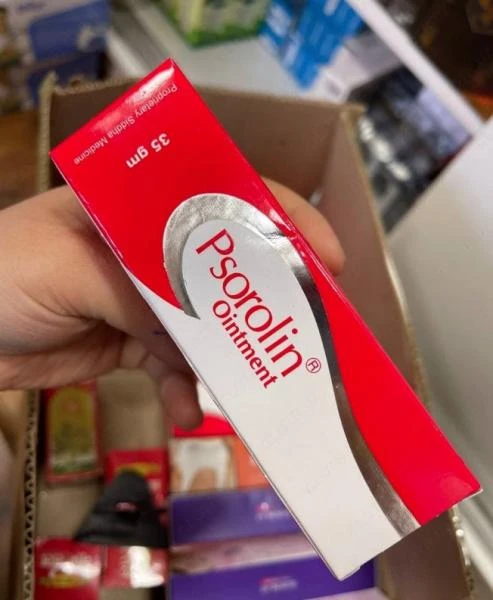 Proprietary Siddha Medicine
35 gm
Psorolin®
Ointment